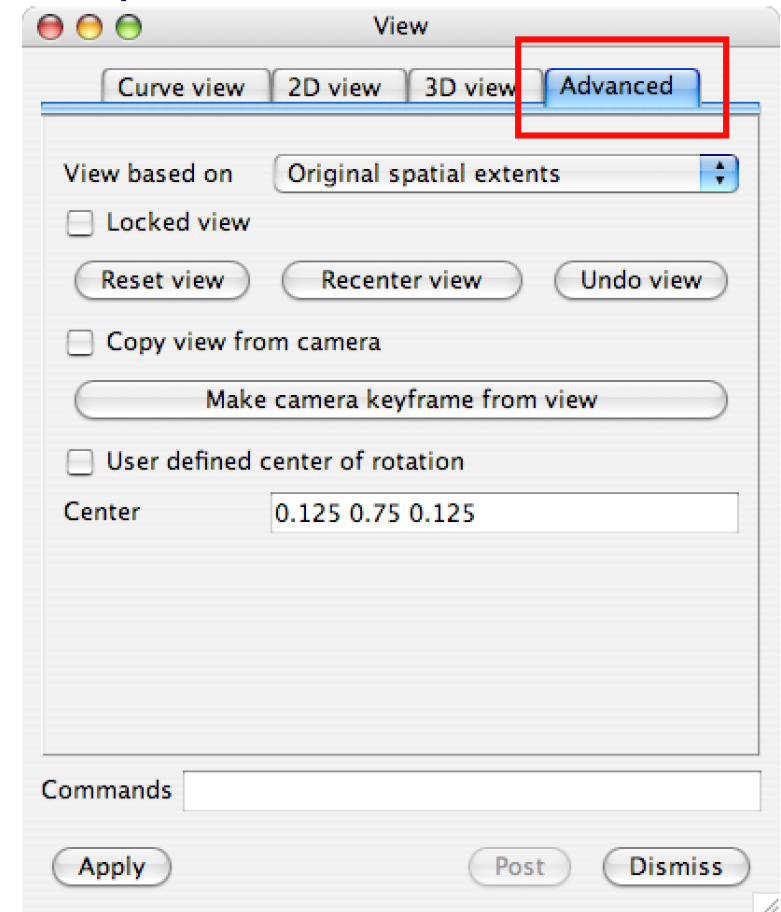 View
Curve view 2D view 3D view Advanced
View based on Original spatial extents
Locked view
Reset view Recenter view Undo view
Copy view from camera
Make camera keyframe from view
User defined center of rotation
Center 0.125 0.75 0.125
Commands
Apply Post Dismiss